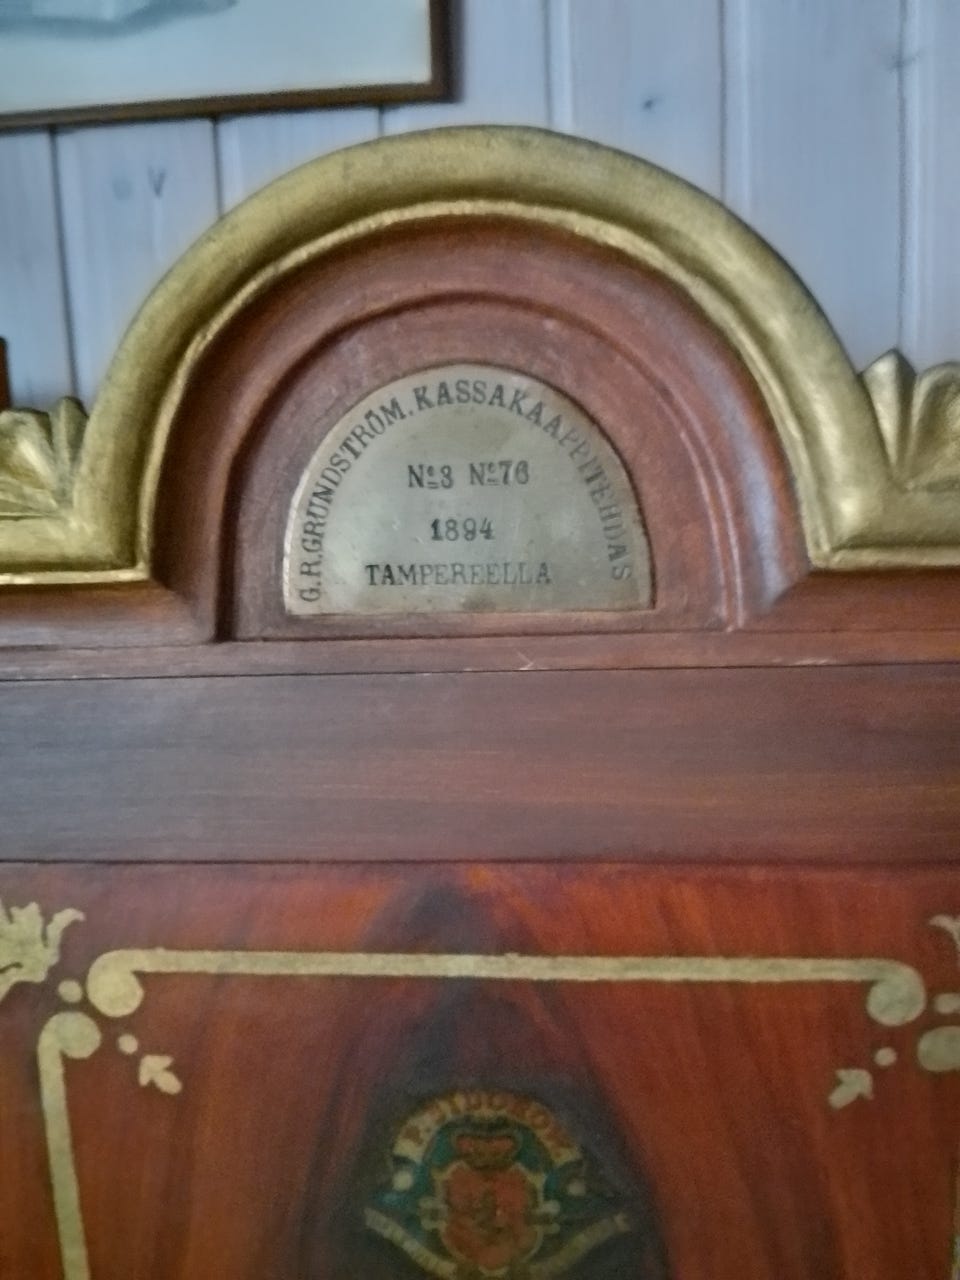 G.R.GRUNDSTRÖM. KASSAKAAPPITEHDAS
No3 No76
1894
TAMPEREELLA